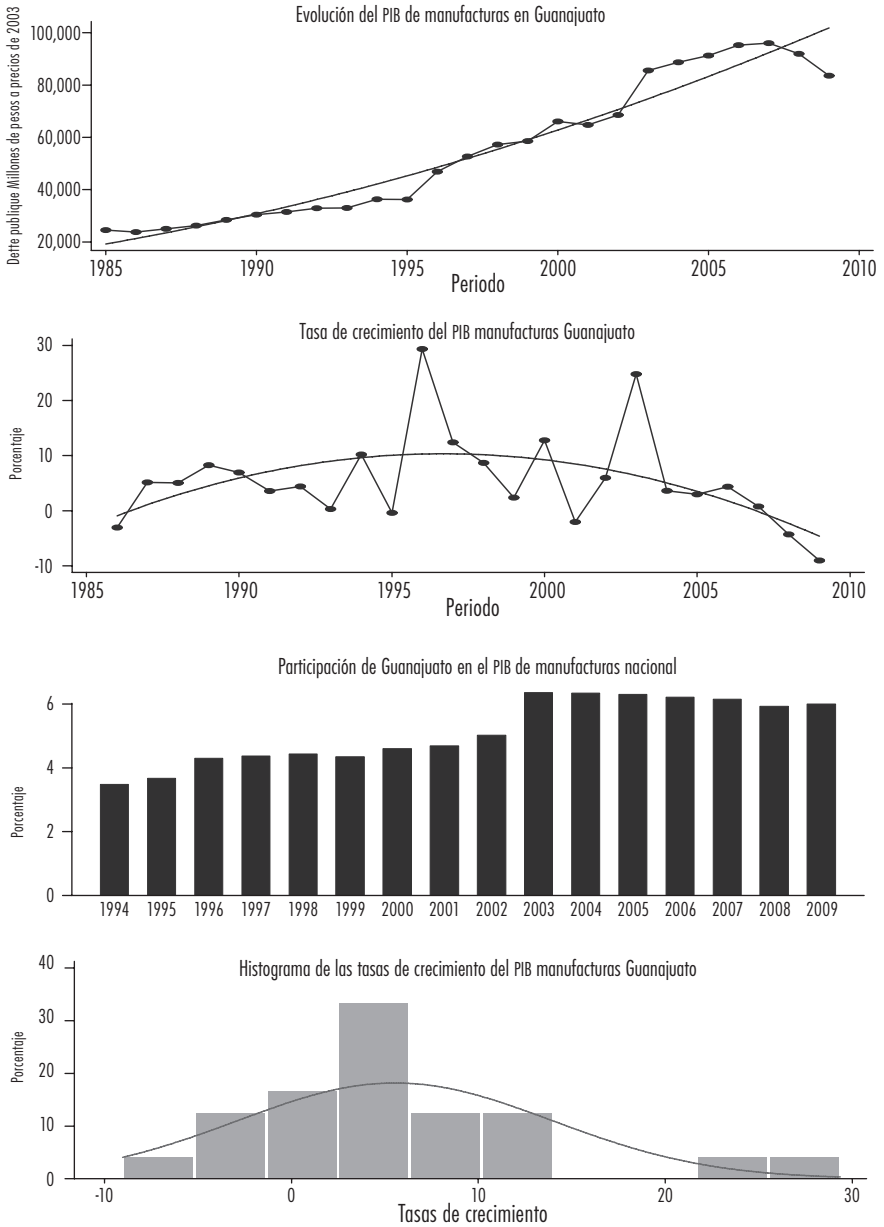 Evolución del PIB de manufacturas en Guanajuato
Dette publique Millones de pesos a precios de 2003
100,000
80,000
60,000
40,000
20,000
1985 1990 1995 2000 2005 2010
Periodo
Tasa de crecimiento del PIB manufacturas Guanajuato
Porcentaje
30
20
10
0
-10
1985 1990 1995 2000 2005 2010
Periodo
Participación de Guanajuato en el PIB de manufacturas nacional
Porcentaje
6
4
2
0
1994 1995 1996 1997 1998 1999 2000 2001 2002 2003 2004 2005 2006 2007 2008 2009
Histograma de las tasas de crecimiento del PIB manufacturas Guanajuato
Porcentaje
40
30
20
10
0
-10 0 10 20 30
Tasas de crecimiento